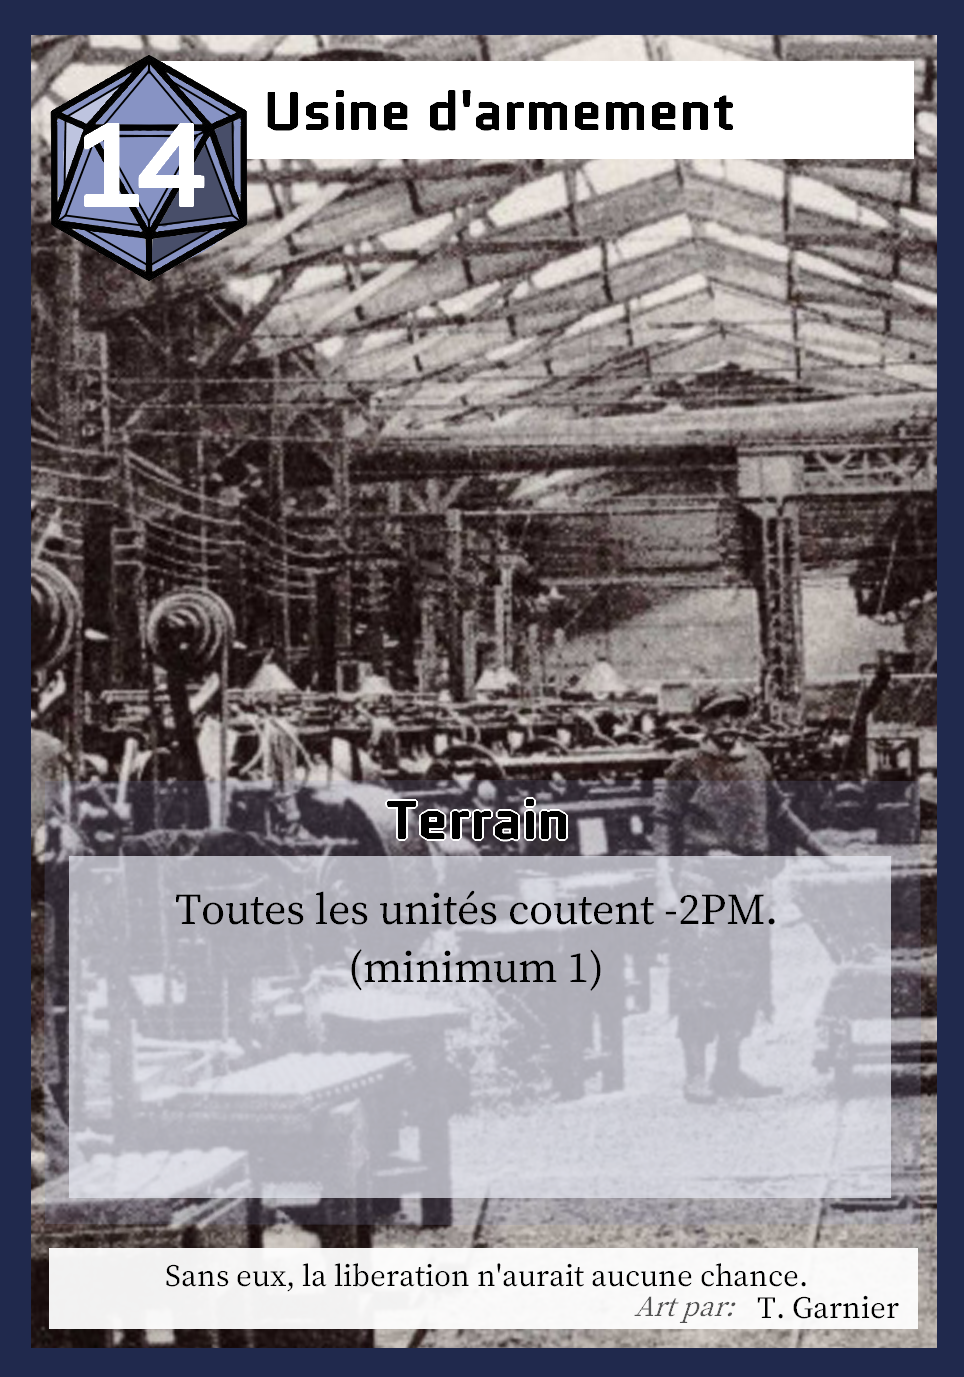 14
Usine d'armement
Terrain
Toutes les unités coutent -2PM.
(minimum 1)
Sans eux, la liberation n'aurait aucune chance.
Art par: T. Garnier